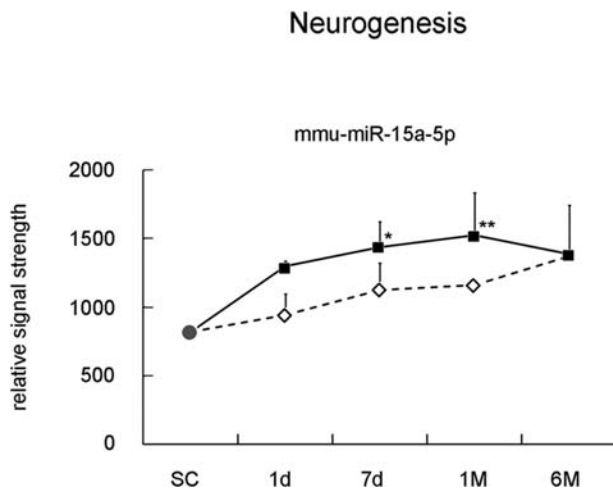 Neurogenesis
mmu-miR-15a-5p
relative signal strength
2000
1500
1000
500
0
*
**
SC 1d 7d 1M 6M